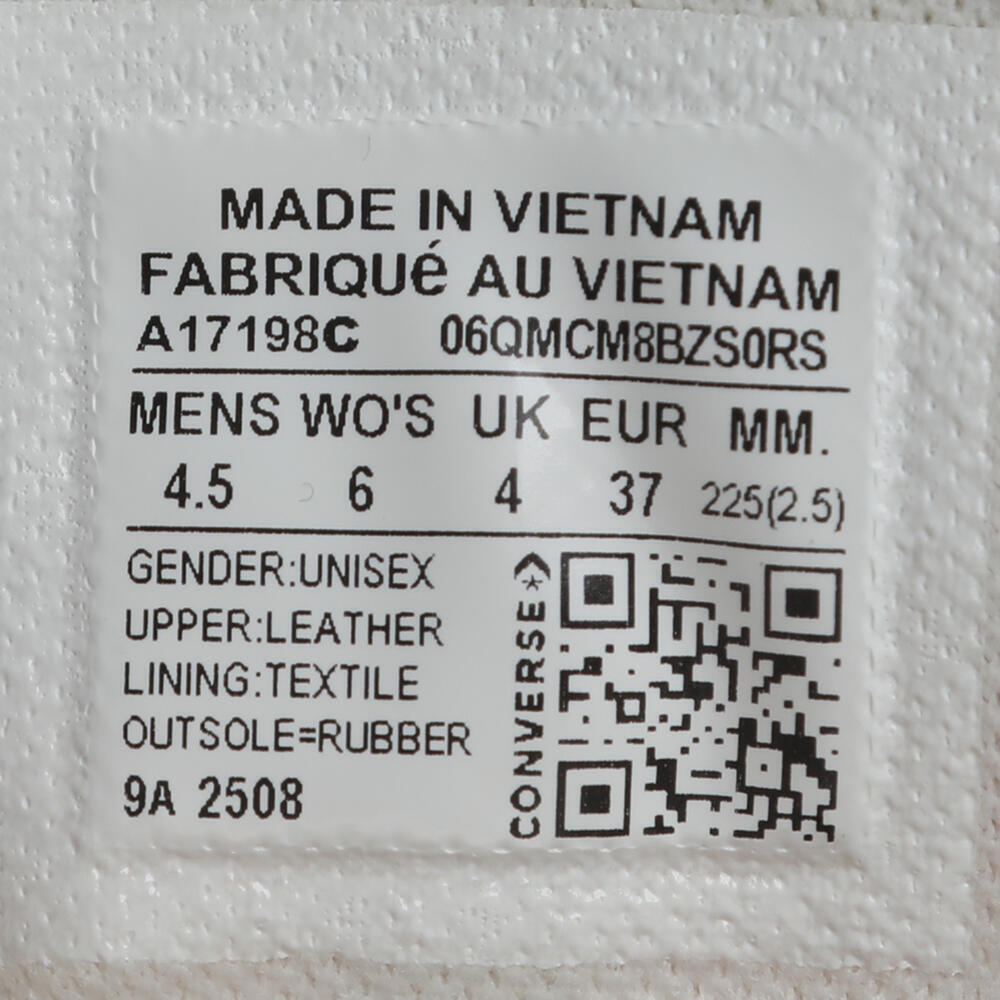 MADE IN VIETNAM
FABRIQUé AU VIETNAM
A17198C 06QMCM8BZS0RS
MENS WO'S UK EUR MM.
4.5 6 4 37 225(2.5)
GENDER:UNISEX
UPPER:LEATHER
LINING:TEXTILE
OUTSOLE=RUBBER
9A 2508
CONVERSE